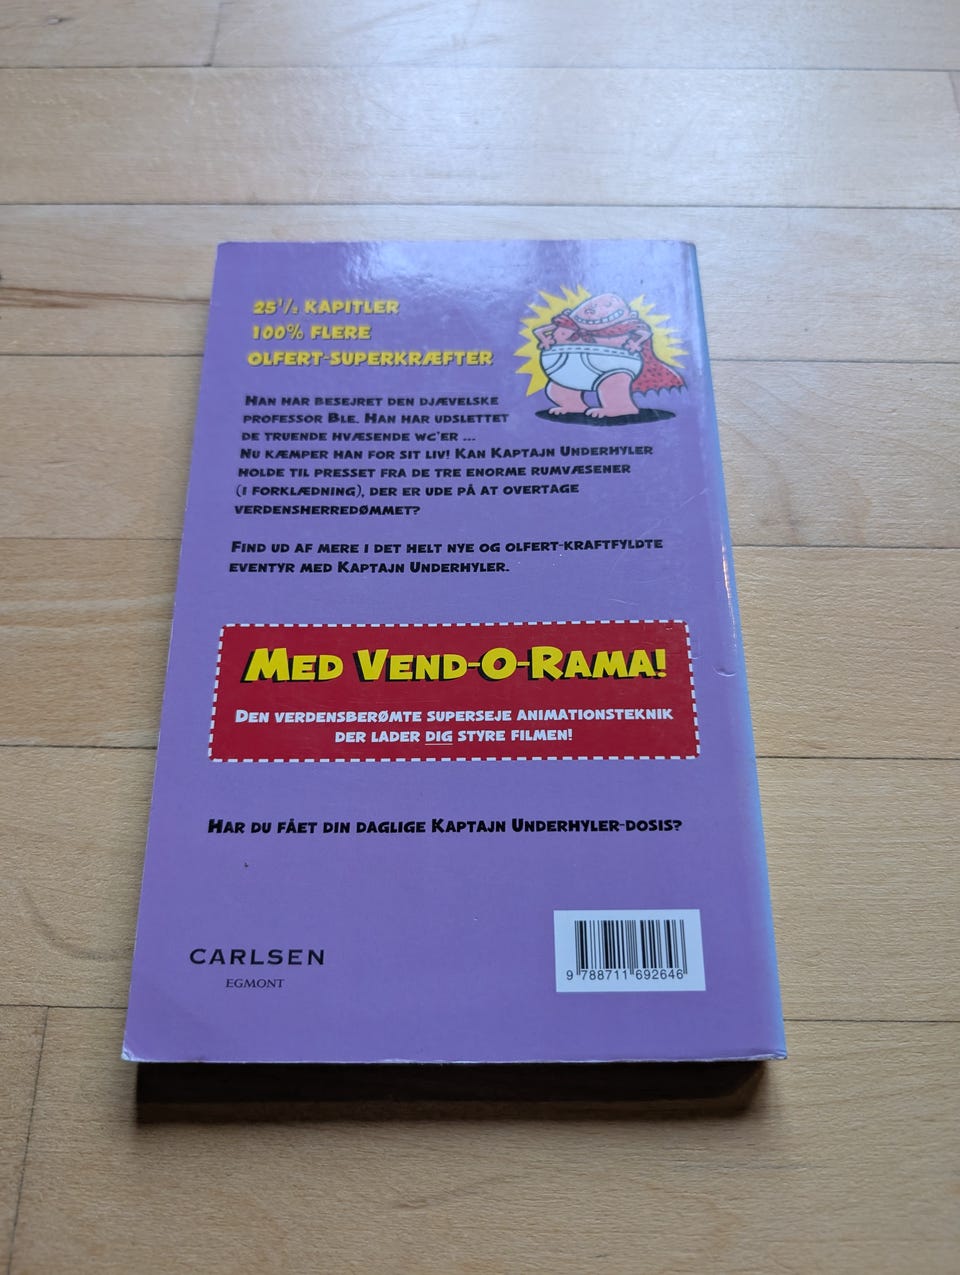 25½ KAPITLER
100% FLERE
OLFERT-SUPERKRÆFTER
HAN HAR BESEJRET DEN DJÆVELSKE
PROFESSOR BLE. HAN HAR UDSLETTET
DE TRUENDE HVÆSENDE WC'ER ...
NU KÆMPER HAN FOR SIT LIV! KAN KAPTAJN UNDERHYLER
HOLDE TIL PRESSET FRA DE TRE ENORME RUMVÆSENER
(I FORKLÆDNING), DER ER UDE PÅ AT OVERTAGE
VERDENSHERREDØMMET?
FIND UD AF MERE I DET HELT NYE OG OLFERT-KRAFTFYLDTE
EVENTYR MED KAPTAJN UNDERHYLER.
MED VEND-O-RAMA!
DEN VERDENSBERØMTE SUPERSEJE ANIMATIONSTEKNIK
DER LADER DIG STYRE FILMEN!
HAR DU FÅET DIN DAGLIGE KAPTAJN UNDERHYLER-DOSIS?
CARLSEN
EGMONT
9 788711 692646